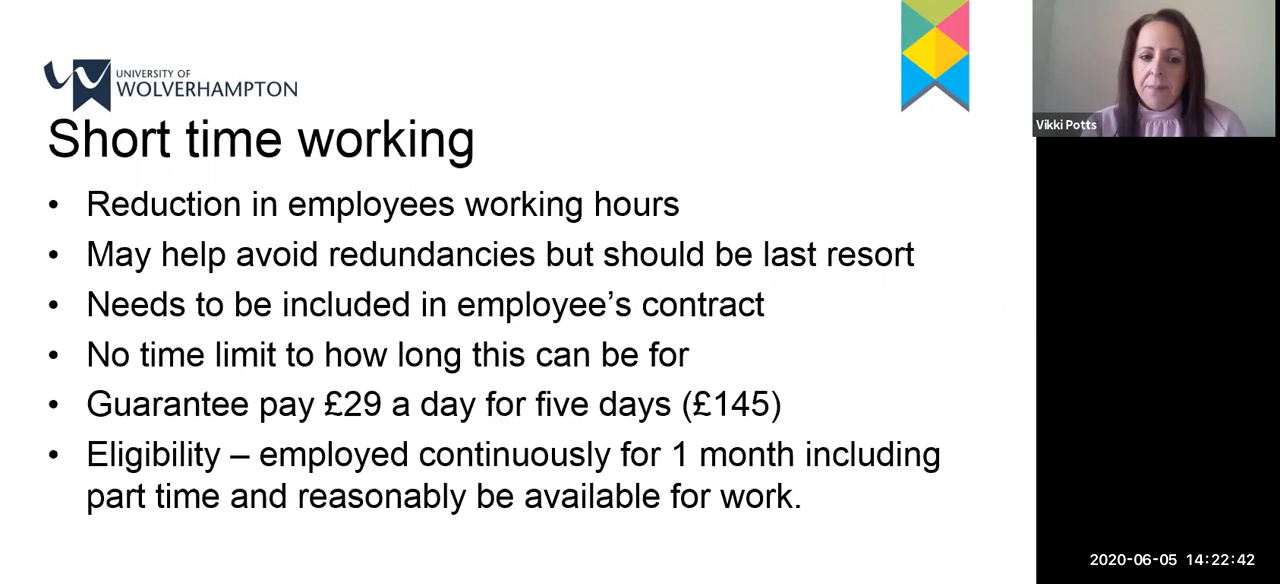 UNIVERSITY OF
WOLVERHAMPTON
Short time working
• Reduction in employees working hours
• May help avoid redundancies but should be last resort
• Needs to be included in employee's contract
• No time limit to how long this can be for
• Guarantee pay £29 a day for five days (£145)
• Eligibility – employed continuously for 1 month including
part time and reasonably be available for work.
Vikki Potts
2020-06-05 14:22:42